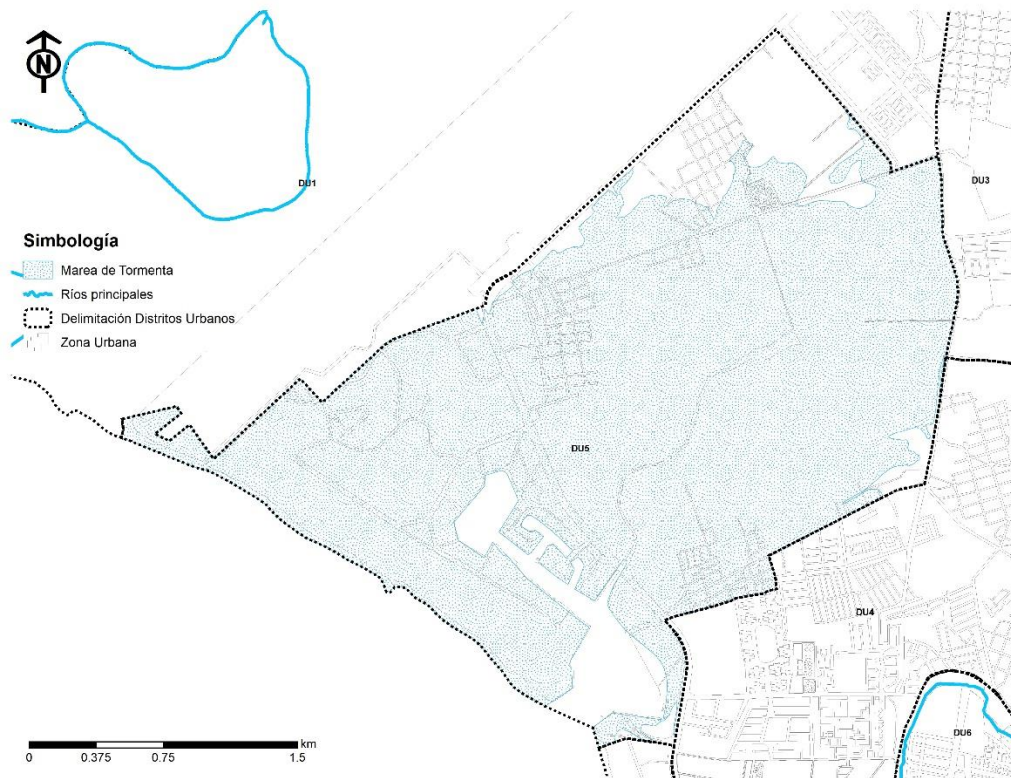 N
DU1
Simbología
Marea de Tormenta
Ríos principales
Delimitación Distritos Urbanos
Zona Urbana
DU3
DU5
DU4
DU6
km
0 0.375 0.75 1.5